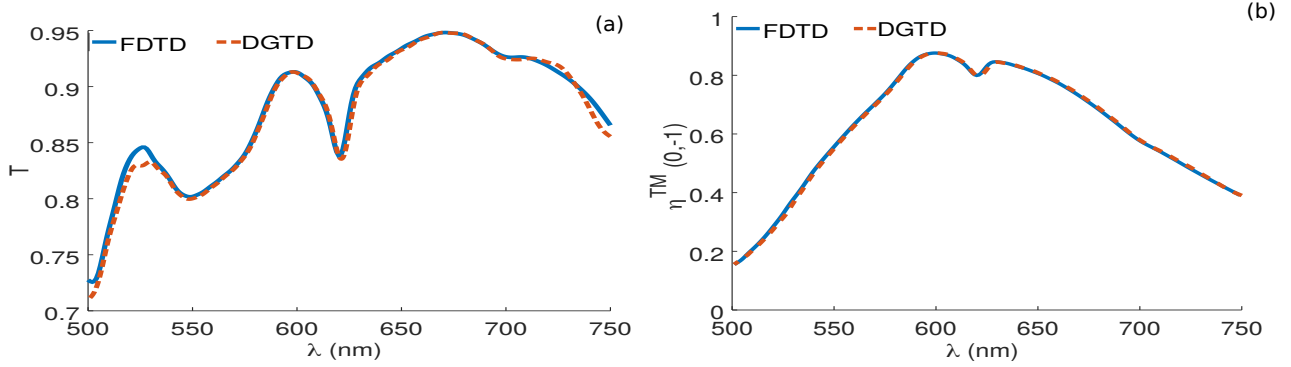 (a)
FDTD DGTD
0.95
0.9
0.85
0.8
0.75
0.7
T
500 550 600 650 700 750
λ (nm)
(b)
FDTD DGTD
1
0.8
0.6
0.4
0.2
0
η^TM (0,-1)
500 550 600 650 700 750
λ (nm)